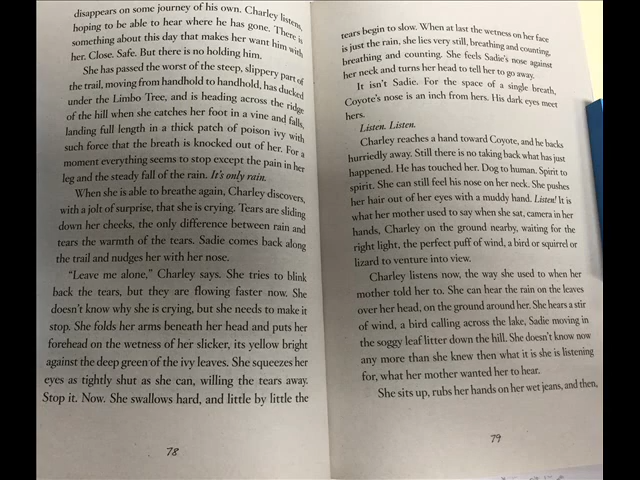 disappears on some journey of his own. Charley listens,
hoping to be able to hear where he has gone. There is
something about this day that makes her want him with
her. Close. Safe. But there is no holding him.
She has passed the worst of the steep, slippery part of
the trail, moving from handhold to handhold, has ducked
under the Limbo Tree, and is heading across the ridge
of the hill when she catches her foot in a vine and falls,
landing full length in a thick patch of poison ivy with
such force that the breath is knocked out of her. For a
moment everything seems to stop except the pain in her
leg and the steady fall of the rain. It's only rain.
When she is able to breathe again, Charley discovers,
with a jolt of surprise, that she is crying. Tears are sliding
down her cheeks, the only difference between rain and
tears the warmth of the tears. Sadie comes back along
the trail and nudges her with her nose.
"Leave me alone," Charley says. She tries to blink
back the tears, but they are flowing faster now. She
doesn't know why she is crying, but she needs to make it
stop. She folds her arms beneath her head and puts her
forehead on the wetness of her slicker, its yellow bright
against the deep green of the ivy leaves. She squeezes her
eyes as tightly shut as she can, willing the tears away.
Stop it. Now. She swallows hard, and little by little the
78
tears begin to slow. When at last the wetness on her face
is just the rain, she lies very still, breathing and counting,
breathing and counting. She feels Sadie's nose against
her neck and turns her head to tell her to go away.
It isn't Sadie. For the space of a single breath,
Coyote's nose is an inch from hers. His dark eyes meet
hers.
Listen. Listen.
Charley reaches a hand toward Coyote, and he backs
hurriedly away. Still there is no taking back what has just
happened. He has touched her. Dog to human. Spirit to
spirit. She can still feel his nose on her neck. She pushes
her hair out of her eyes with a muddy hand. Listen! It is
what her mother used to say when she sat, camera in her
hands, Charley on the ground nearby, waiting for the
right light, the perfect puff of wind, a bird or squirrel or
lizard to venture into view.
Charley listens now, the way she used to when her
mother told her to. She can hear the rain on the leaves
over her head, on the ground around her. She hears a stir
of wind, a bird calling across the lake, Sadie moving in
the soggy leaf litter down the hill. She doesn't know now
any more than she knew then what it is she is listening
for, what her mother wanted her to hear.
She sits up, rubs her hands on her wet jeans, and then,
79